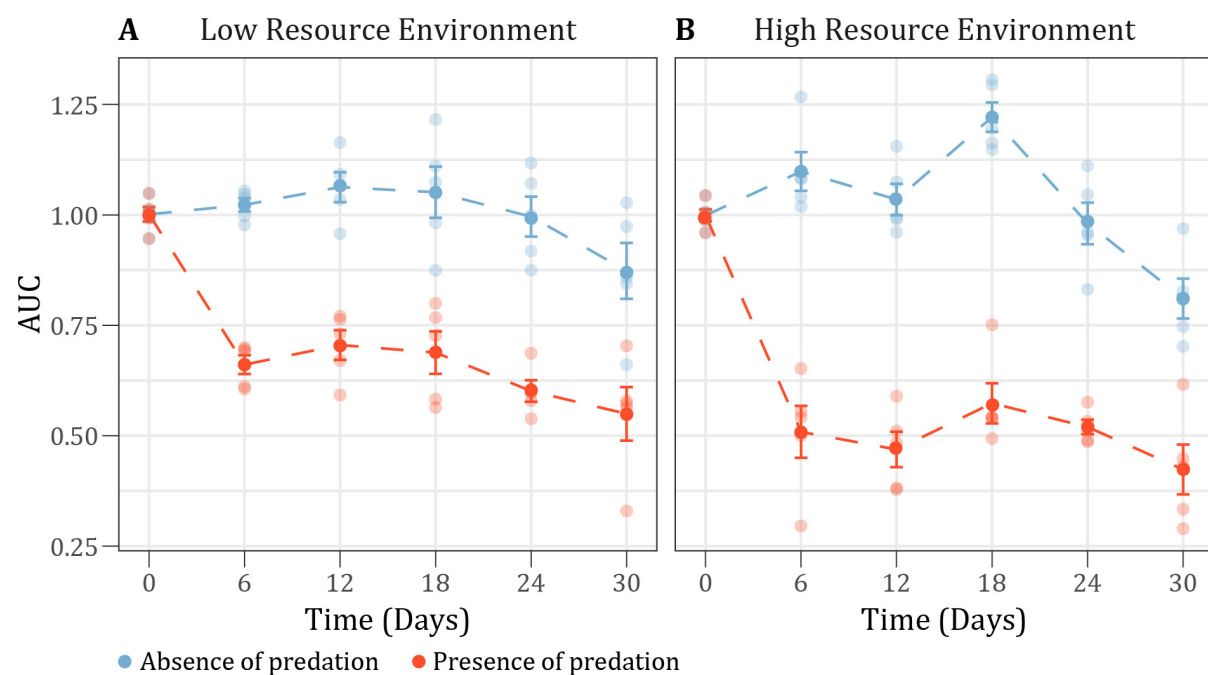 A Low Resource Environment
B High Resource Environment
AUC
1.25
1.00
0.75
0.50
0.25
0 6 12 18 24 30
0 6 12 18 24 30
Time (Days)
Time (Days)
Absence of predation Presence of predation